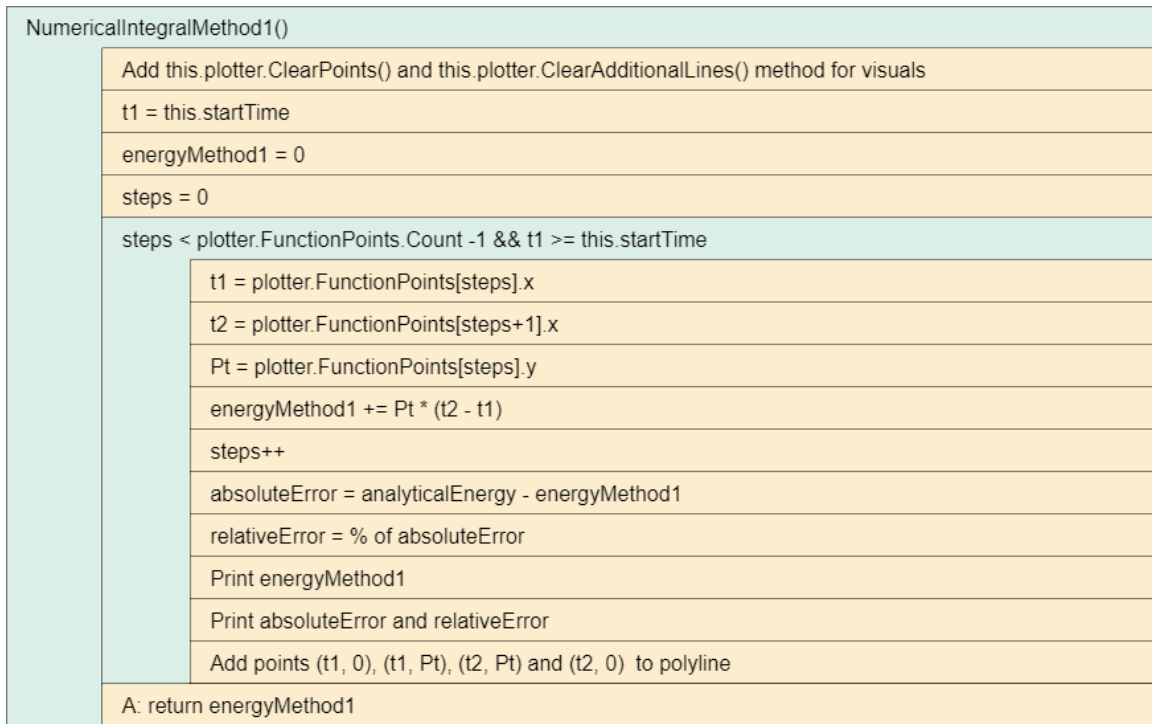 NumericalIntegralMethod1()
Add this.plotter.ClearPoints() and this.plotter.ClearAdditionalLines() method for visuals
t1 = this.startTime
energyMethod1 = 0
steps = 0
steps < plotter.FunctionPoints.Count -1 && t1 >= this.startTime
t1 = plotter.FunctionPoints[steps].x
t2 = plotter.FunctionPoints[steps+1].x
Pt = plotter.FunctionPoints[steps].y
energyMethod1 += Pt * (t2 - t1)
steps++
absoluteError = analyticalEnergy - energyMethod1
relativeError = % of absoluteError
Print energyMethod1
Print absoluteError and relativeError
Add points (t1, 0), (t1, Pt), (t2, Pt) and (t2, 0) to polyline
A: return energyMethod1